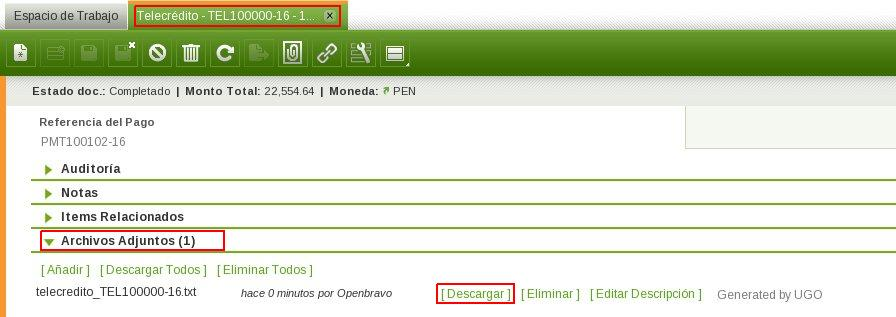 Espacio de Trabajo Telecrédito - TEL100000-16 - 1... x
Estado doc.: Completado | Monto Total: 22,554.64 | Moneda: PEN
Referencia del Pago
PMT100102-16
Auditoría
Notas
Items Relacionados
Archivos Adjuntos (1)
[ Añadir ] [ Descargar Todos ] [ Eliminar Todos ]
telecredito_TEL100000-16.txt hace 0 minutos por Openbravo [ Descargar ] [ Eliminar ] [ Editar Descripción ] Generated by UGO